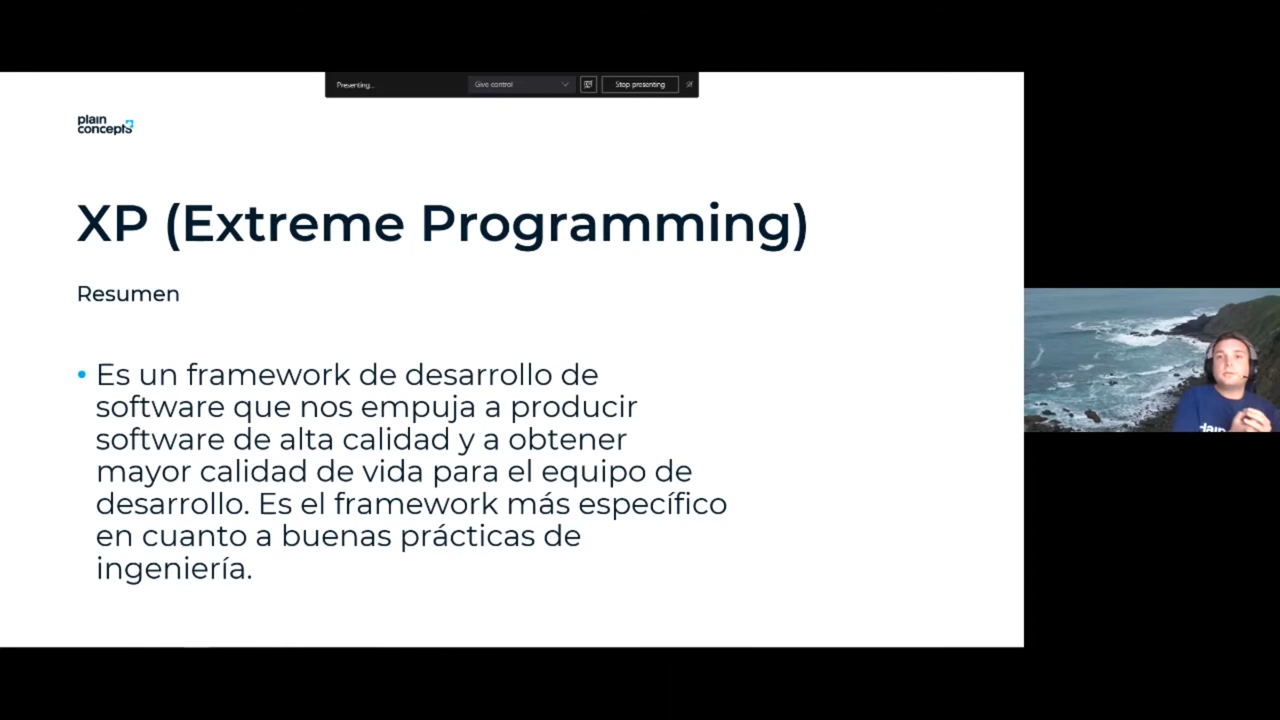 Presenting...
Give control
Stop presenting
plain
concepts
XP (Extreme Programming)
Resumen
• Es un framework de desarrollo de
software que nos empuja a producir
software de alta calidad y a obtener
mayor calidad de vida para el equipo de
desarrollo. Es el framework más específico
en cuanto a buenas prácticas de
ingeniería.